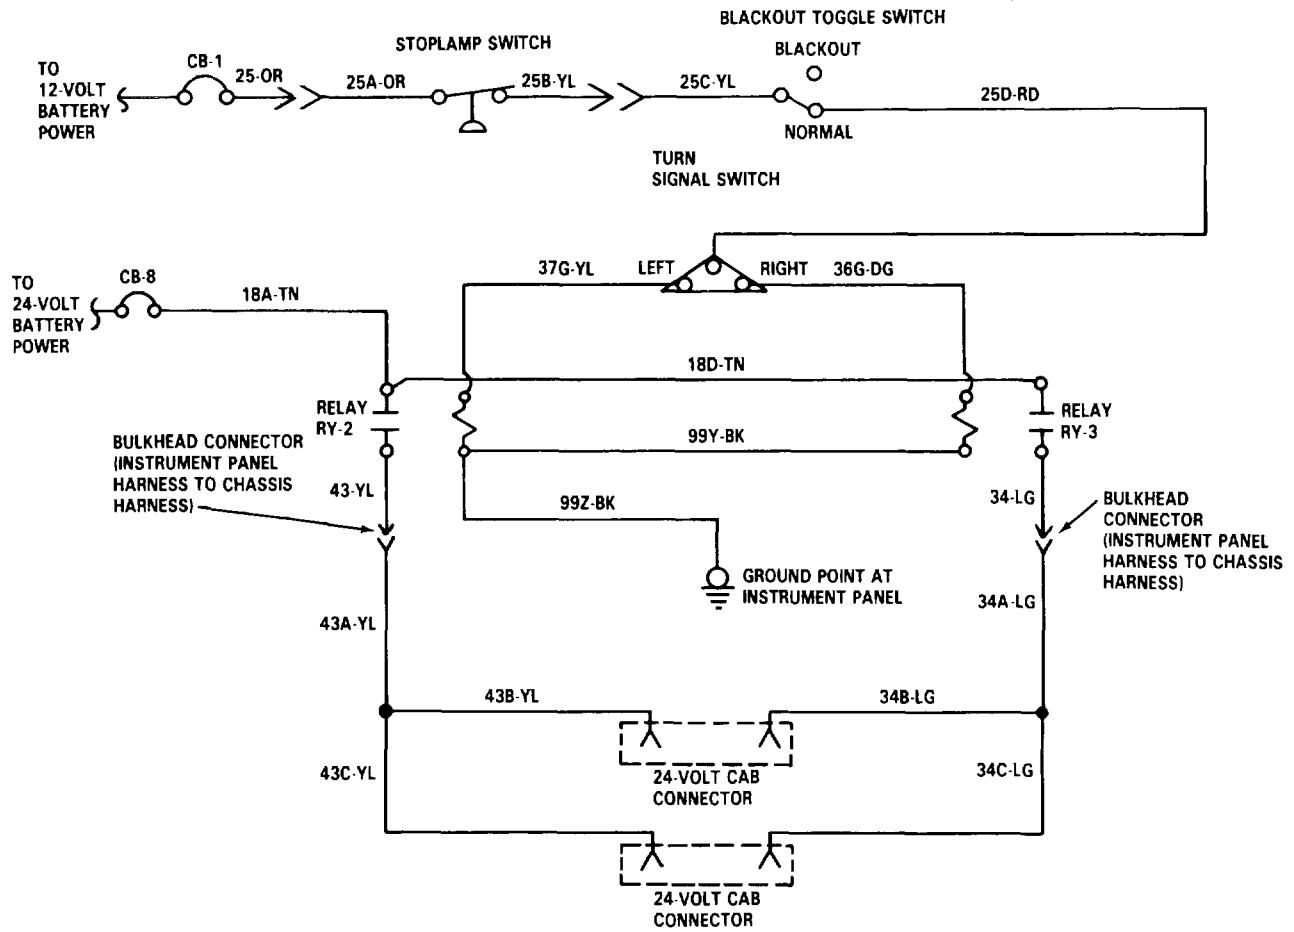 BLACKOUT TOGGLE SWITCH
STOPLAMP SWITCH
BLACKOUT
TO
12-VOLT
BATTERY
POWER
CB-1
25-OR
25A-OR
25B-YL
25C-YL
25D-RD
NORMAL
TURN
SIGNAL SWITCH
TO
24-VOLT
BATTERY
POWER
CB-8
18A-TN
37G-YL
LEFT
RIGHT
36G-DG
18D-TN
RELAY
RY-2
RELAY
RY-3
99Y-BK
BULKHEAD CONNECTOR
(INSTRUMENT PANEL
HARNESS TO CHASSIS
HARNESS)
43-YL
99Z-BK
34-LG
BULKHEAD
CONNECTOR
(INSTRUMENT PANEL
HARNESS TO CHASSIS
HARNESS)
GROUND POINT AT
INSTRUMENT PANEL
43A-YL
34A-LG
43B-YL
34B-LG
43C-YL
34C-LG
24-VOLT CAB
CONNECTOR
24-VOLT CAB
CONNECTOR